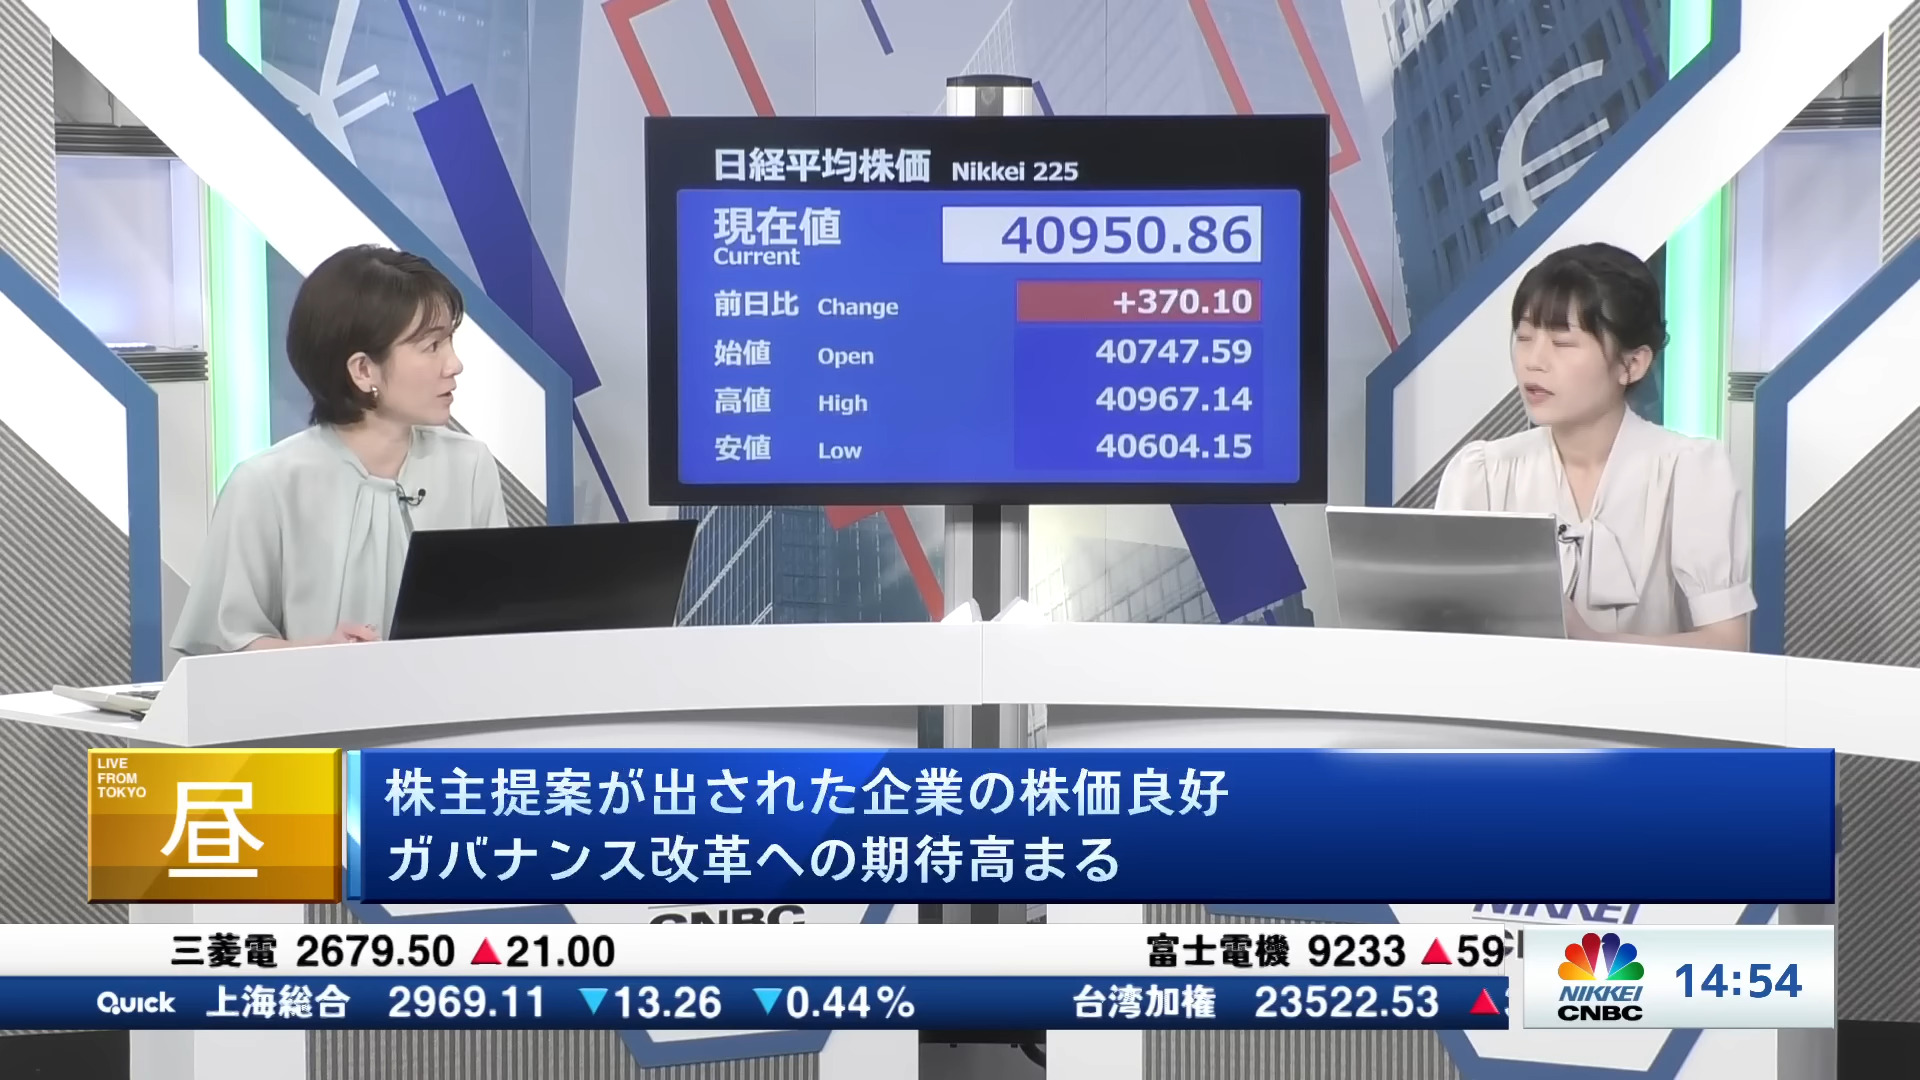 日経平均株価 Nikkei 225
現在値 40950.86
Current
前日比 Change +370.10
始値 Open 40747.59
高値 High 40967.14
安値 Low 40604.15
LIVE
FROM
TOKYO
昼
株主提案が出された企業の株価良好
ガバナンス改革への期待高まる
CNBC
NIKKEI
三菱電 2679.50 ▲21.00 富士電機 9233 ▲59
QUICK 上海総合 2969.11 ▼13.26 ▼0.44% 台湾加権 23522.53 ▲
NIKKEI
CNBC
14:54